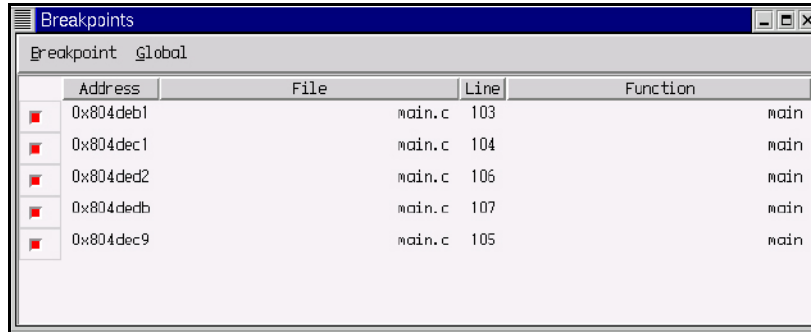 Breakpoints
Breakpoint Global
Address File Line Function
0x804deb1 main.c 103 main
0x804dec1 main.c 104 main
0x804ded2 main.c 106 main
0x804dedb main.c 107 main
0x804dec9 main.c 105 main